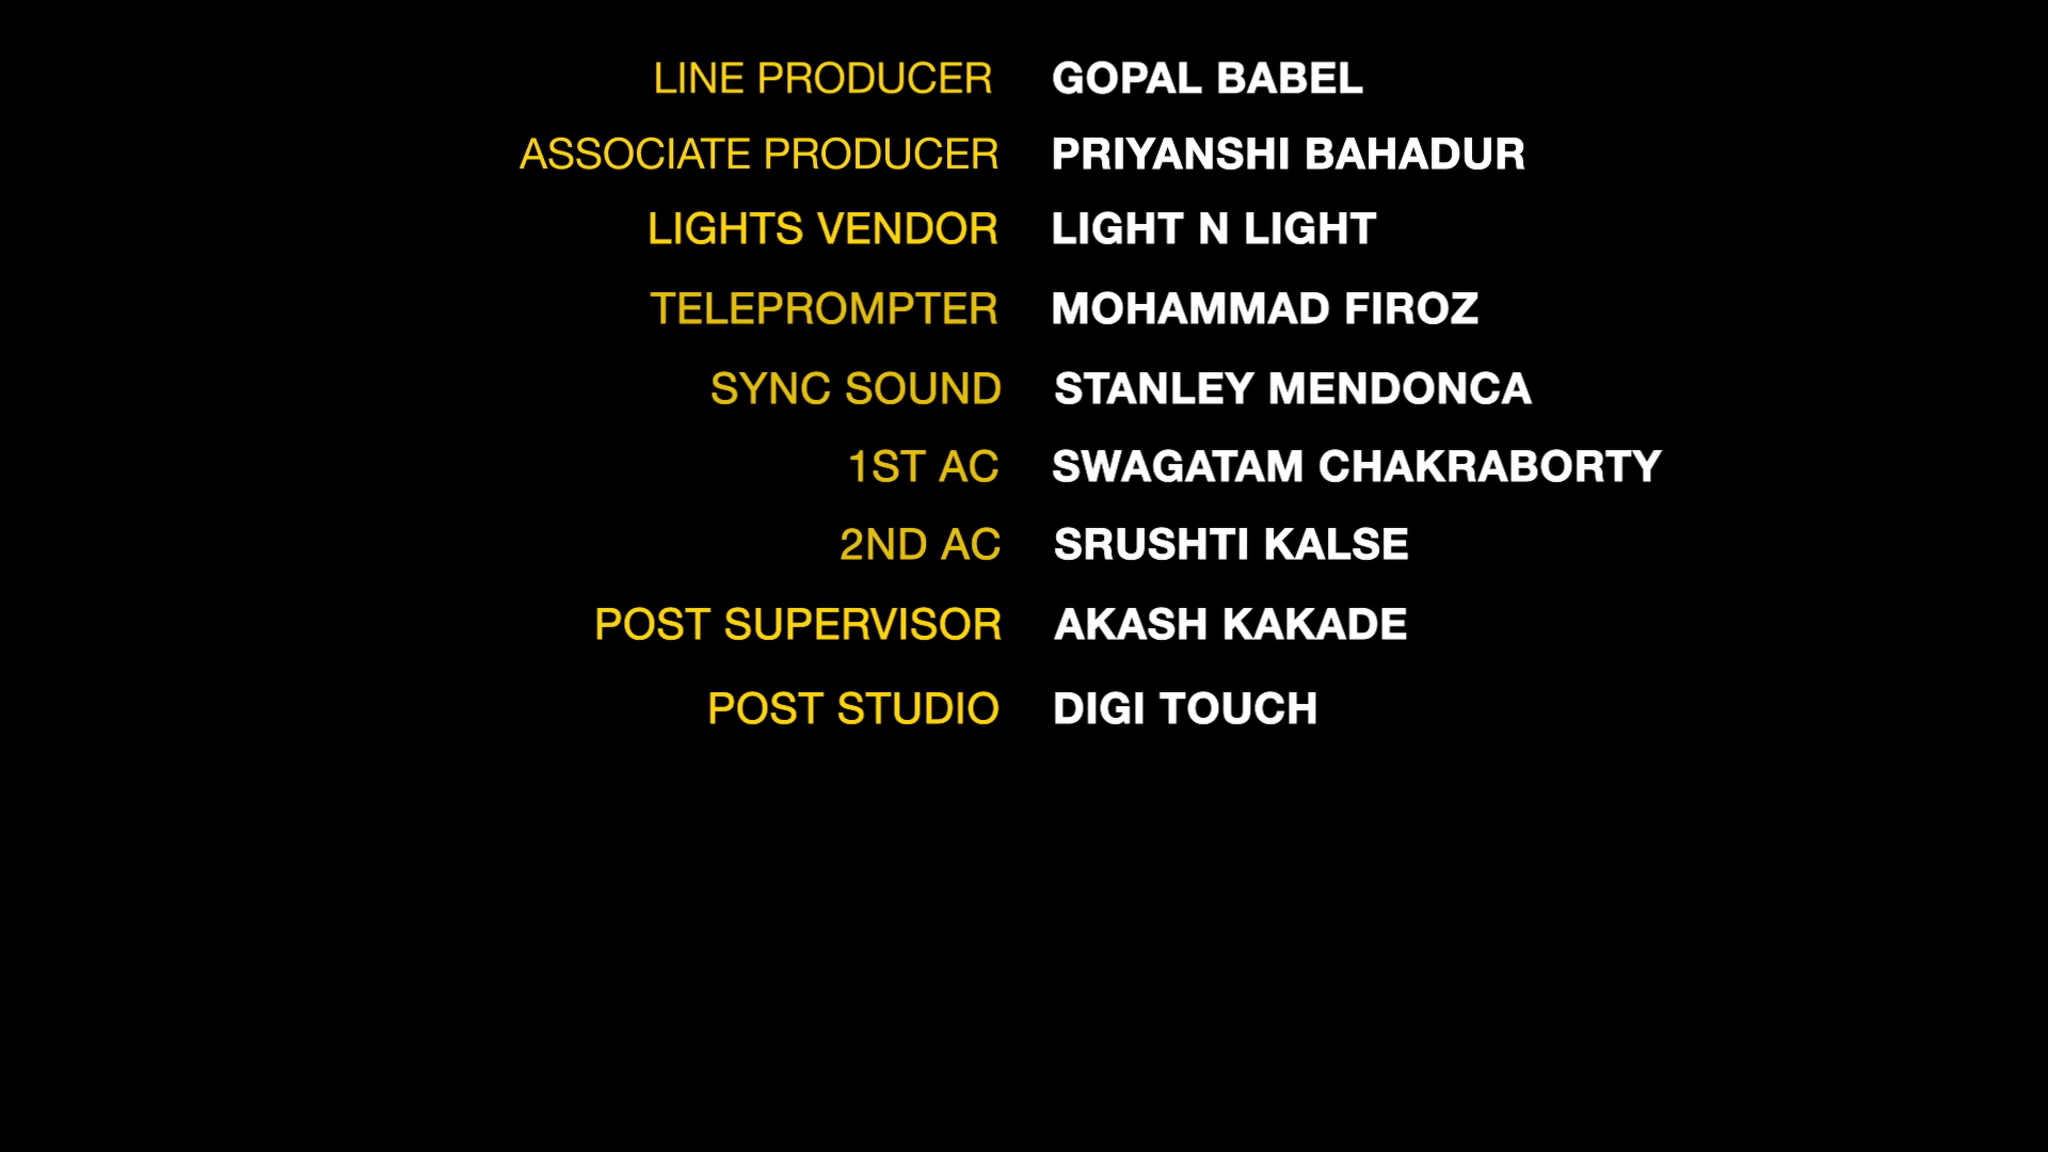 LINE PRODUCER GOPAL BABEL
ASSOCIATE PRODUCER PRIYANSHI BAHADUR
LIGHTS VENDOR LIGHT N LIGHT
TELEPROMPTER MOHAMMAD FIROZ
SYNC SOUND STANLEY MENDONCA
1ST AC SWAGATAM CHAKRABORTY
2ND AC SRUSHTI KALSE
POST SUPERVISOR AKASH KAKADE
POST STUDIO DIGI TOUCH